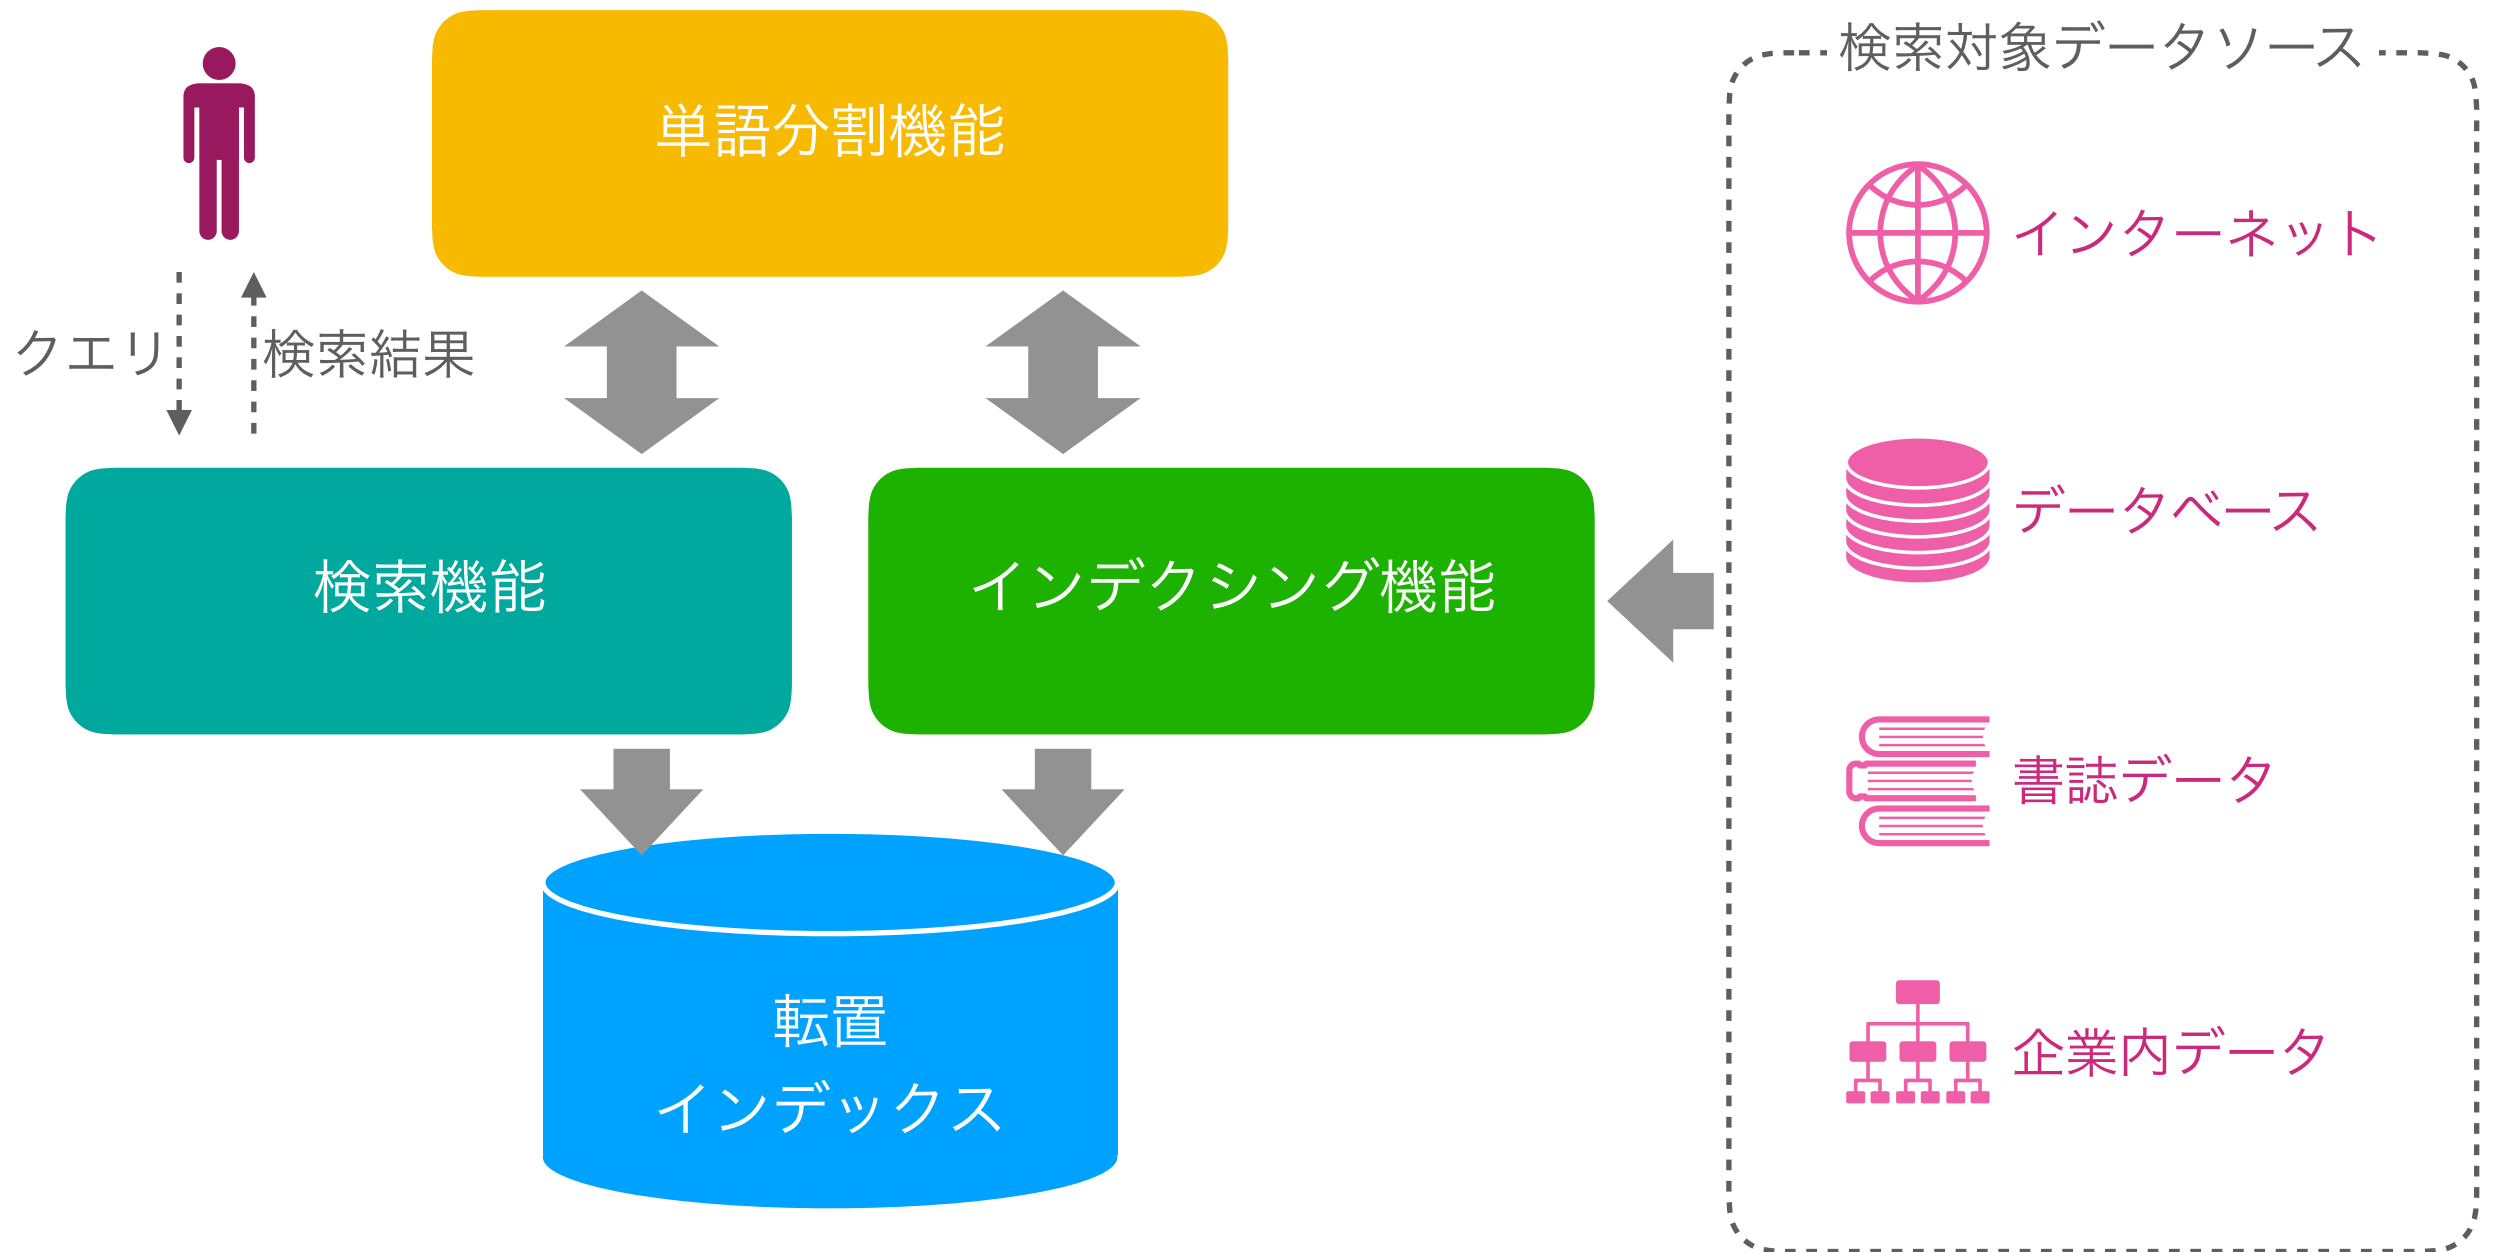 検索対象データソース
単語分割機能
インターネット
クエリ
検索結果
データベース
検索機能
インデクシング機能
書誌データ
転置
インデックス
企業内データ